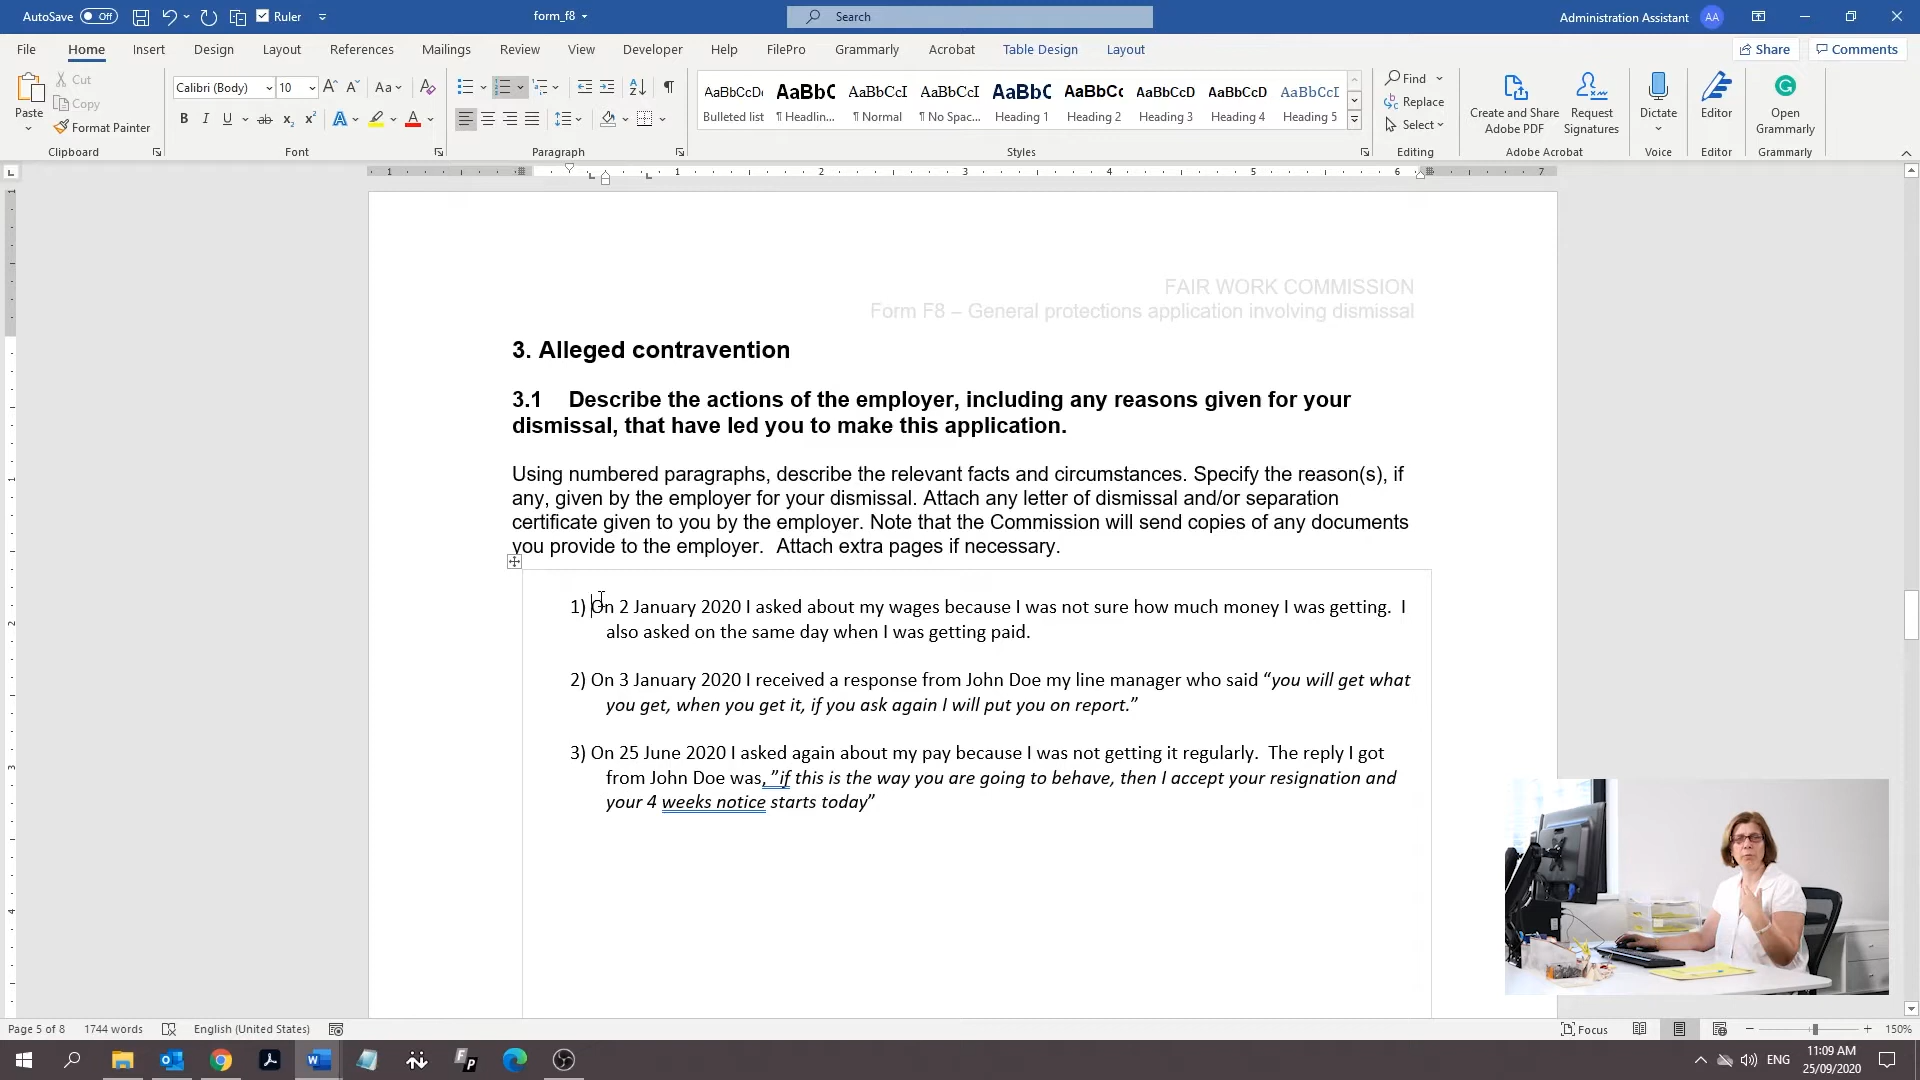 AutoSave Off Ruler form_f8 Search Administration Assistant AA
File Home Insert Design Layout References Mailings Review View Developer Help FilePro Grammarly Acrobat Table Design Layout Share Comments
Paste Cut Copy Format Painter
Calibri (Body) 10
AaBbCcDc AaBbC AaBbCcI AaBbCcI AaBbC AaBbCc AaBbCcD AaBbCcD AaBbCcI
Bulleted list ¶ Headlin... ¶ Normal ¶ No Spac... Heading 1 Heading 2 Heading 3 Heading 4 Heading 5
Find Replace Select
Create and Share Adobe PDF Request Signatures Dictate Editor Open Grammarly
Clipboard Font Paragraph Styles Editing Adobe Acrobat Voice Editor Grammarly
1 1 2 3 4 5 6 7
FAIR WORK COMMISSION
Form F8 – General protections application involving dismissal
3. Alleged contravention
3.1 Describe the actions of the employer, including any reasons given for your
dismissal, that have led you to make this application.
Using numbered paragraphs, describe the relevant facts and circumstances. Specify the reason(s), if
any, given by the employer for your dismissal. Attach any letter of dismissal and/or separation
certificate given to you by the employer. Note that the Commission will send copies of any documents
you provide to the employer.  Attach extra pages if necessary.
1) On 2 January 2020 I asked about my wages because I was not sure how much money I was getting.  I
also asked on the same day when I was getting paid.
2) On 3 January 2020 I received a response from John Doe my line manager who said “you will get what
you get, when you get it, if you ask again I will put you on report.”
3) On 25 June 2020 I asked again about my pay because I was not getting it regularly.  The reply I got
from John Doe was, ”if this is the way you are going to behave, then I accept your resignation and
your 4 weeks notice starts today”
Page 5 of 8 1744 words English (United States) Focus 150%
ENG 11:09 AM
25/09/2020